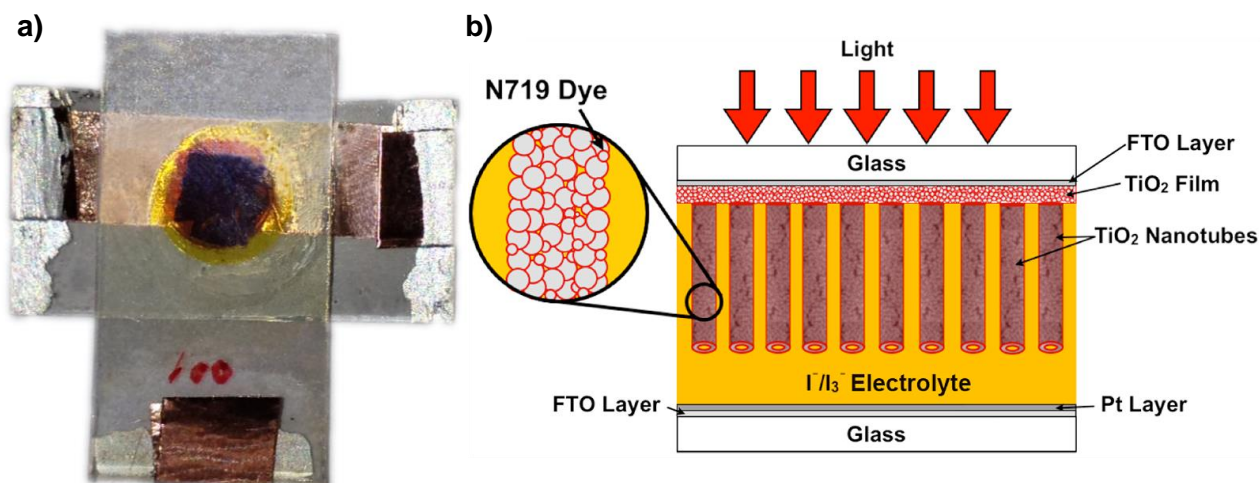 a)
100
b)
Light
N719 Dye
FTO Layer
Glass
TiO₂ Film
TiO₂ Nanotubes
I⁻/I₃⁻ Electrolyte
FTO Layer
Pt Layer
Glass